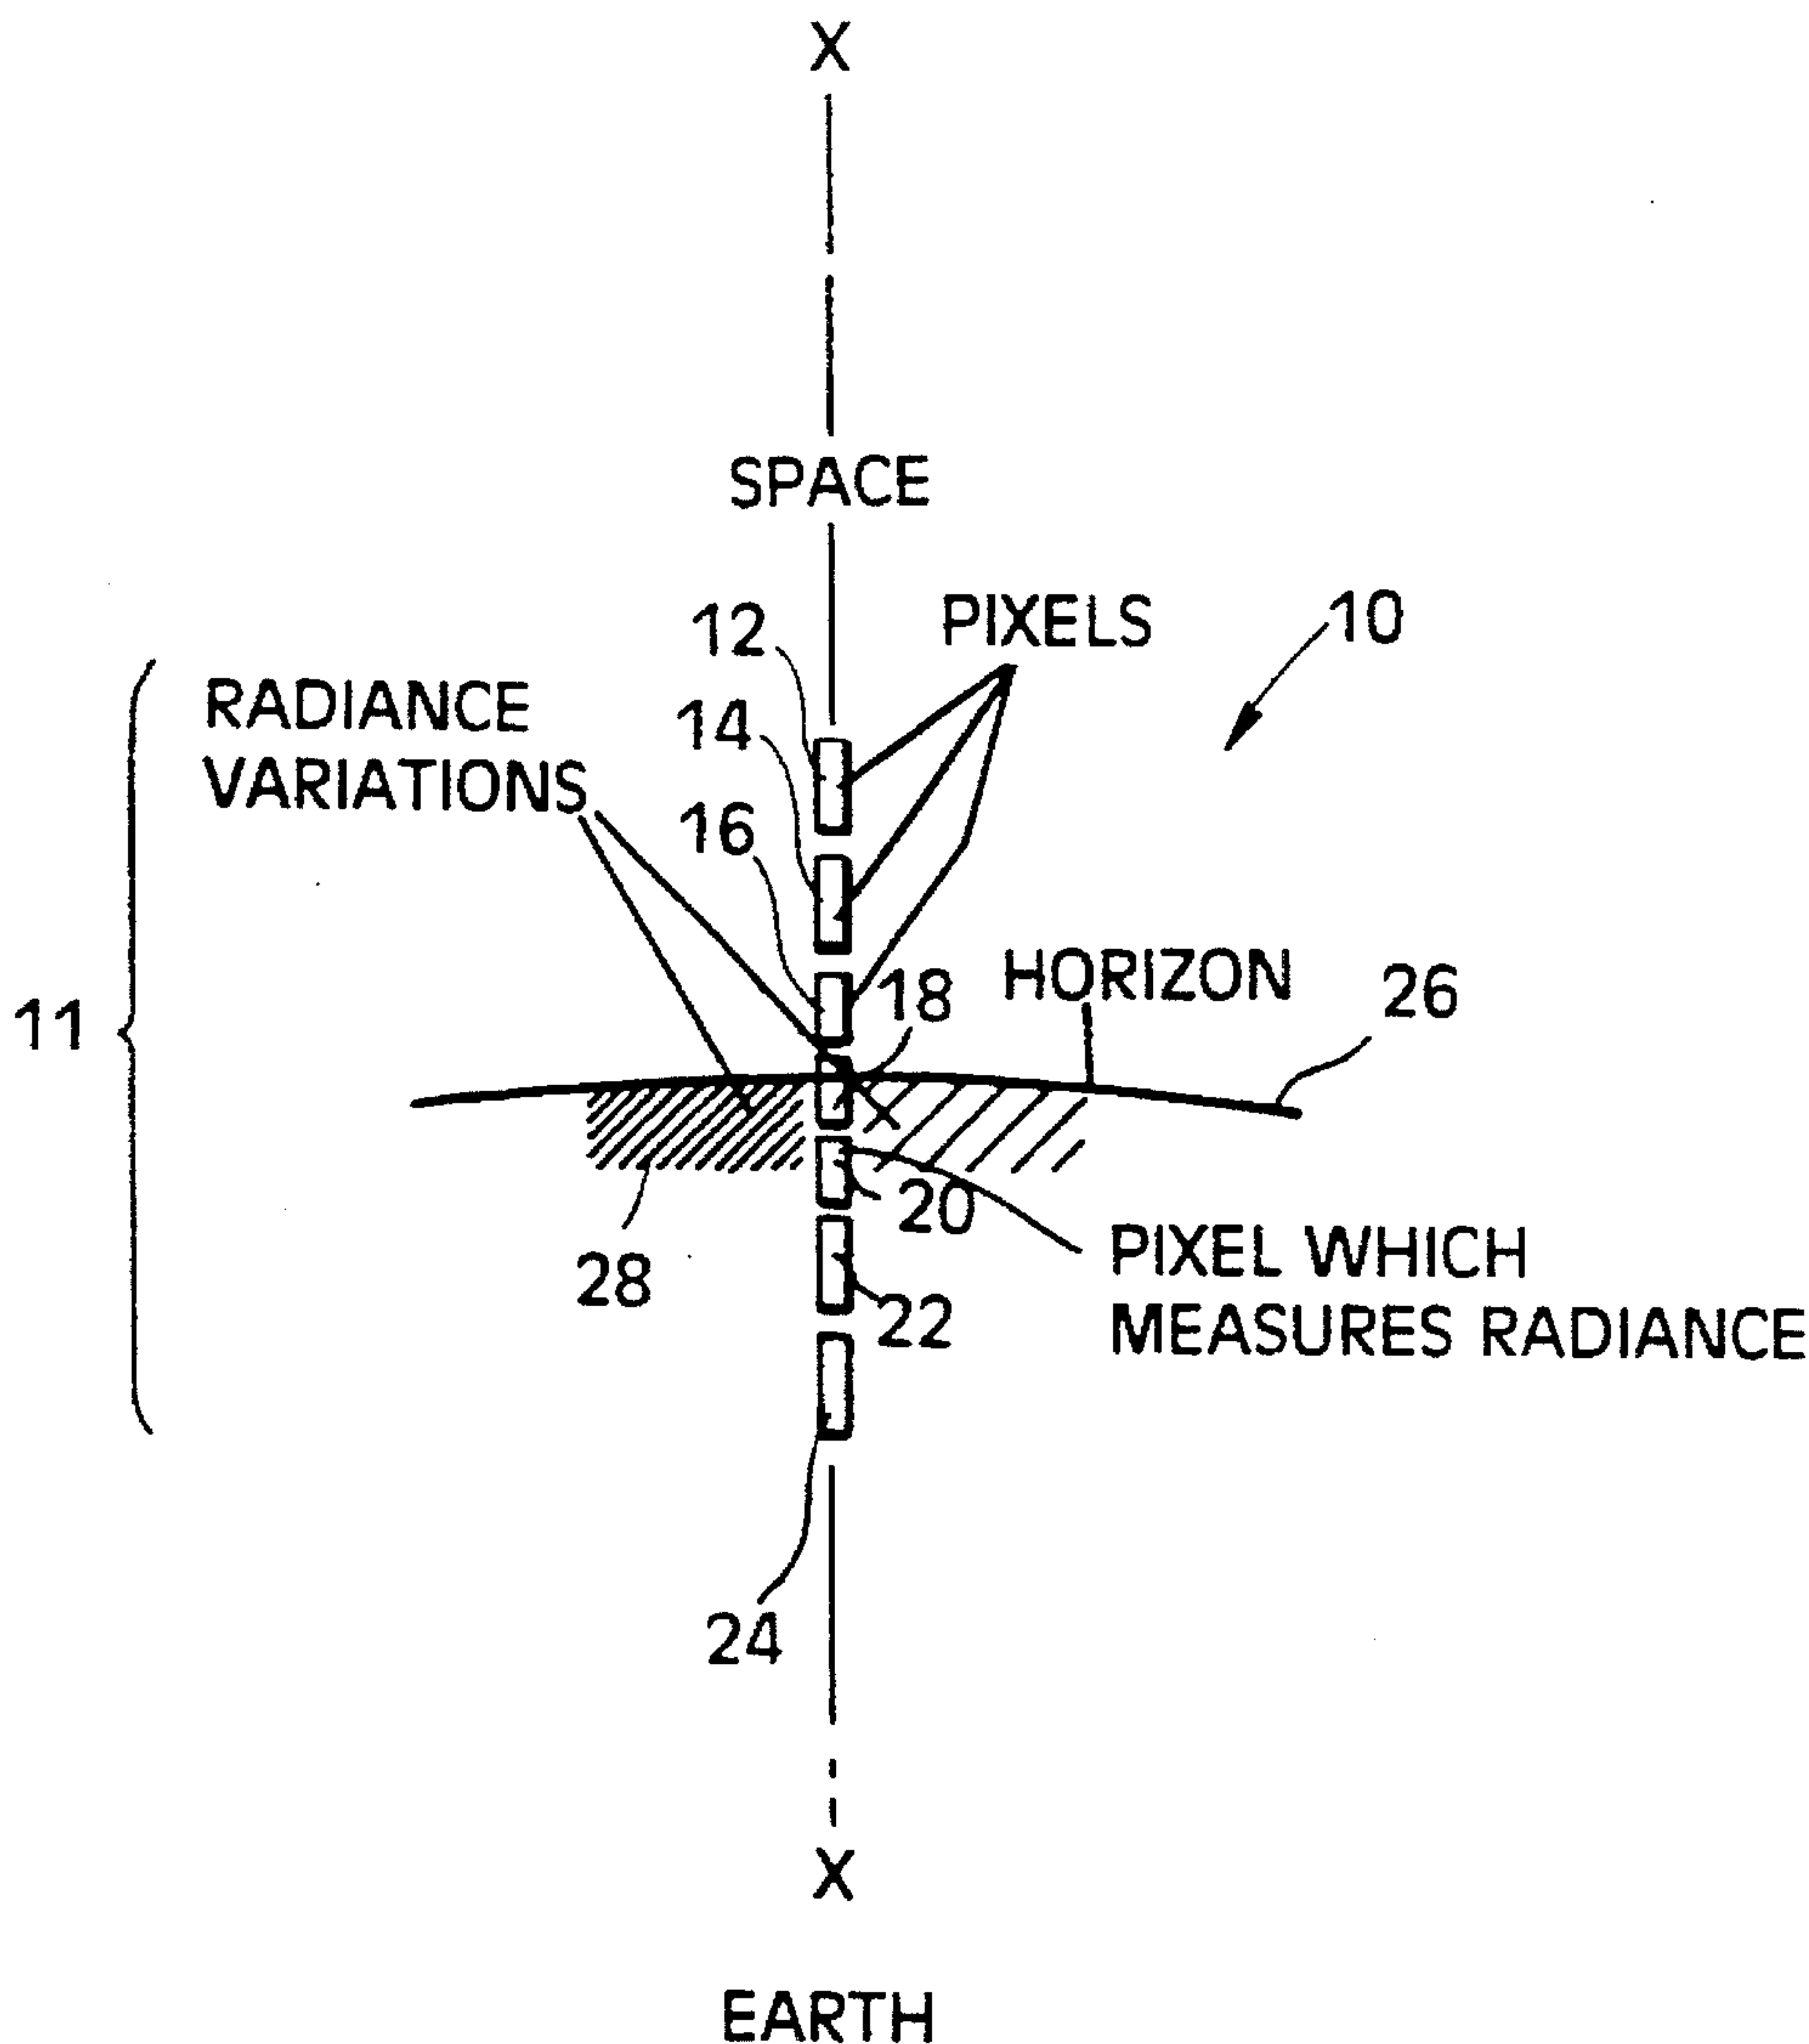 X
SPACE
12
PIXELS
10
RADIANCE
VARIATIONS
14
16
11
18
HORIZON
26
20
28
22
PIXEL WHICH
MEASURES RADIANCE
24
X
EARTH